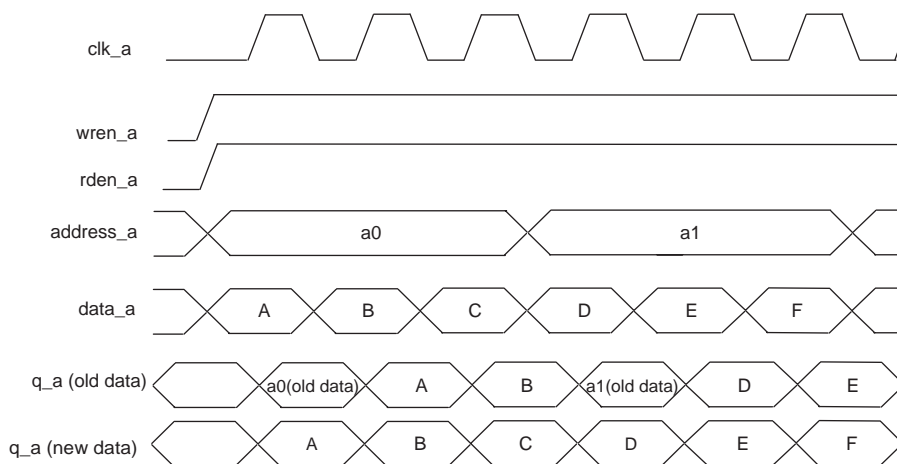 clk_a
wren_a
rden_a
address_a a0 a1
data_a A B C D E F
q_a (old data) a0(old data) A B a1(old data) D E
q_a (new data) A B C D E F